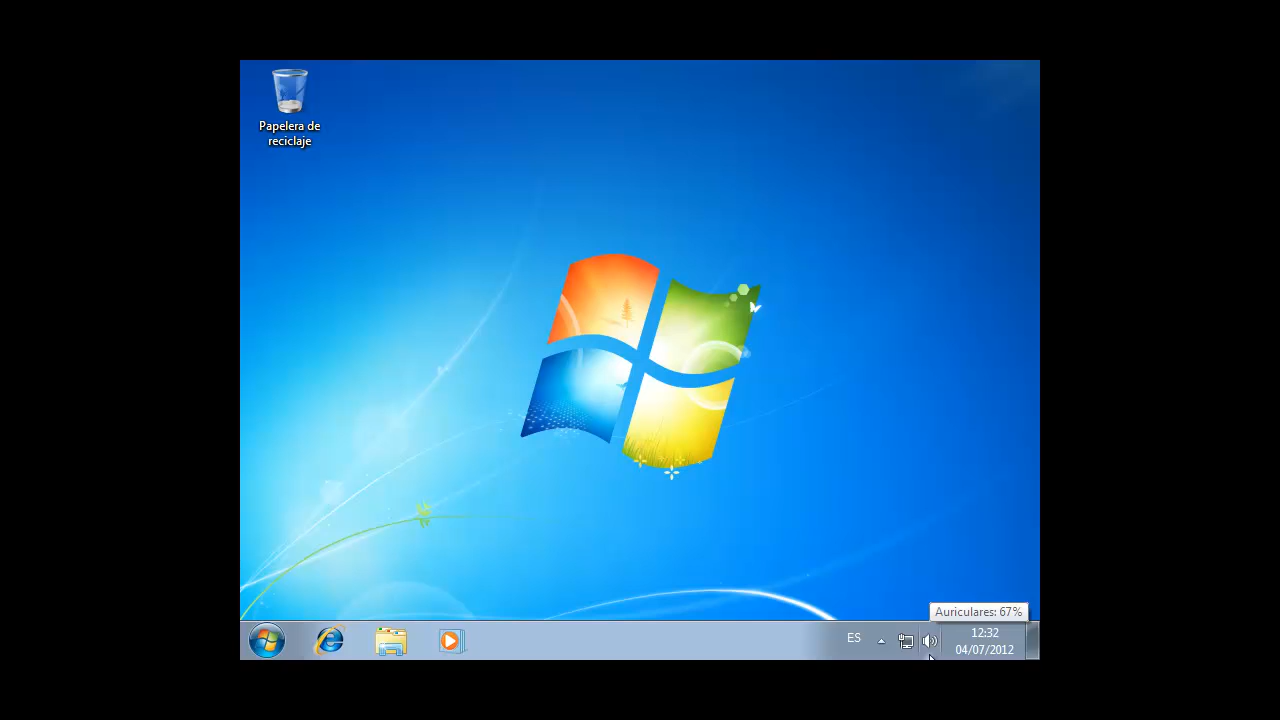 Papelera de
reciclaje
Auriculares: 67%
ES
12:32
04/07/2012